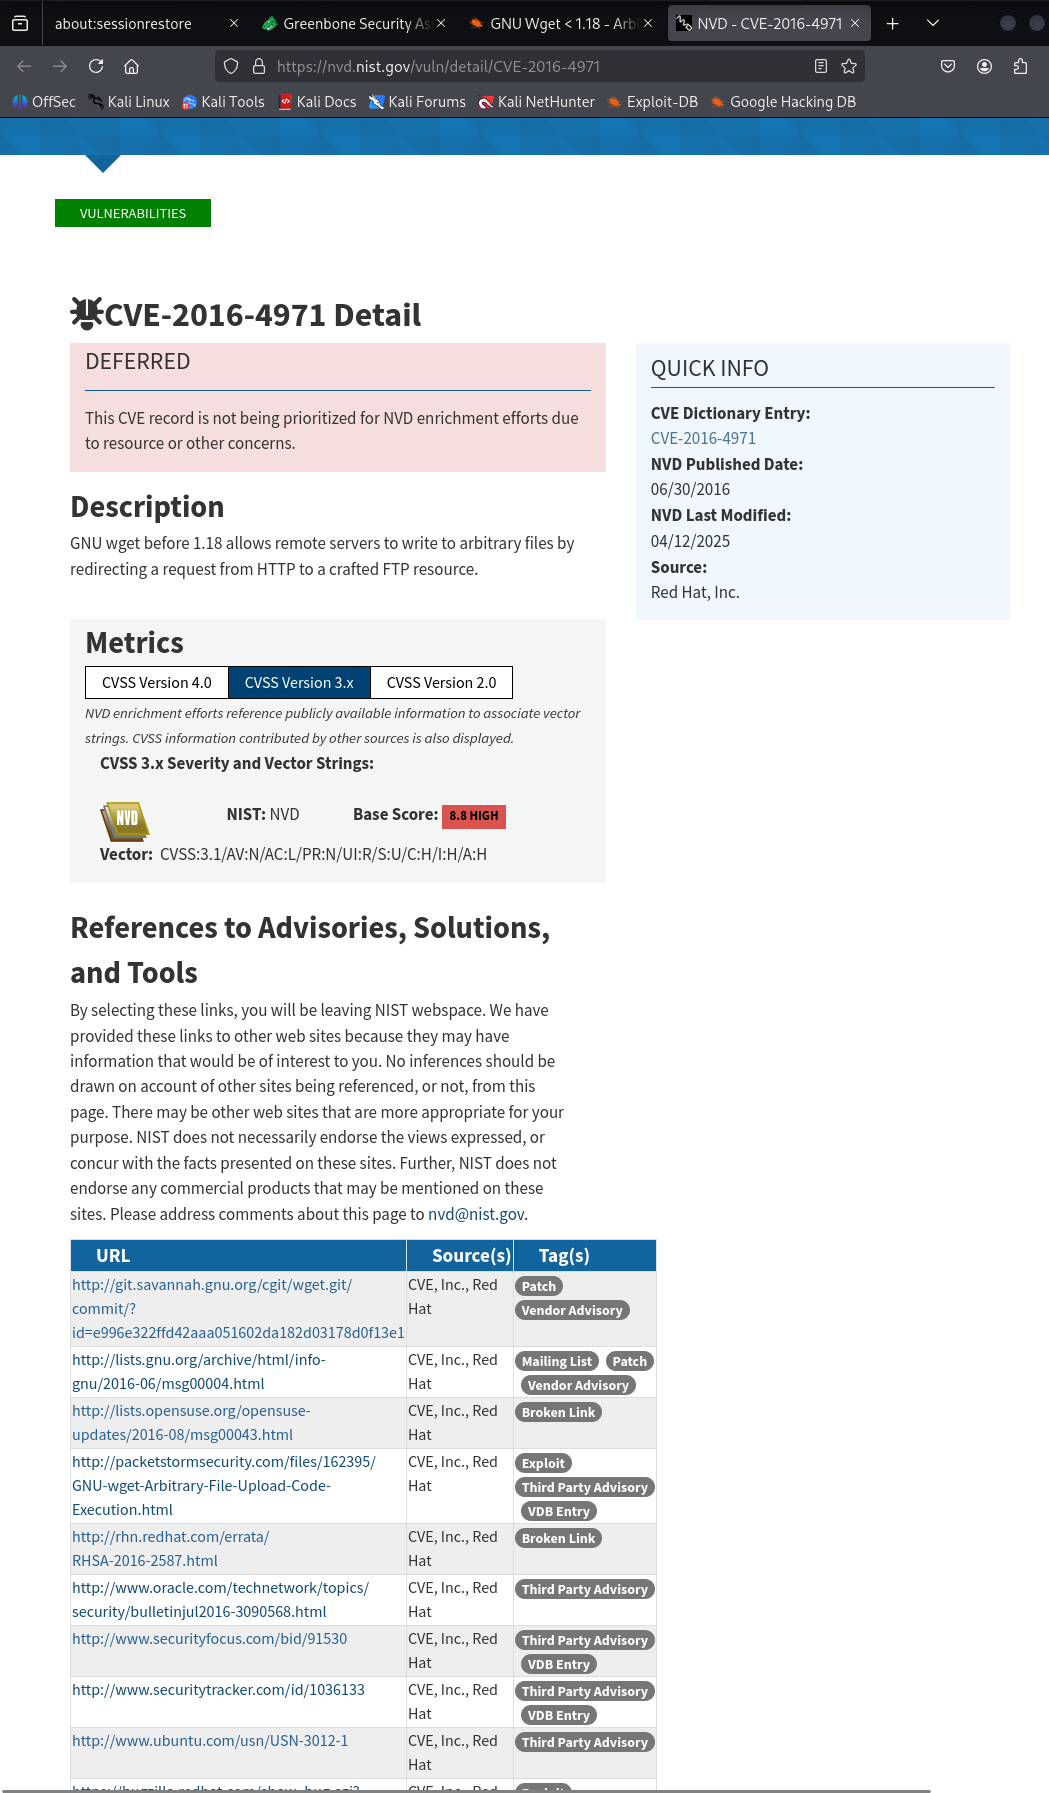 about:sessionrestore
Greenbone Security As
GNU Wget < 1.18 - Arbi
NVD - CVE-2016-4971
https://nvd.nist.gov/vuln/detail/CVE-2016-4971
OffSec
Kali Linux
Kali Tools
Kali Docs
Kali Forums
Kali NetHunter
Exploit-DB
Google Hacking DB
VULNERABILITIES
CVE-2016-4971 Detail
DEFERRED
This CVE record is not being prioritized for NVD enrichment efforts due
to resource or other concerns.
Description
GNU wget before 1.18 allows remote servers to write to arbitrary files by
redirecting a request from HTTP to a crafted FTP resource.
Metrics
CVSS Version 4.0
CVSS Version 3.x
CVSS Version 2.0
NVD enrichment efforts reference publicly available information to associate vector
strings. CVSS information contributed by other sources is also displayed.
CVSS 3.x Severity and Vector Strings:
NVD
NIST: NVD
Base Score: 8.8 HIGH
Vector: CVSS:3.1/AV:N/AC:L/PR:N/UI:R/S:U/C:H/I:H/A:H
QUICK INFO
CVE Dictionary Entry:
CVE-2016-4971
NVD Published Date:
06/30/2016
NVD Last Modified:
04/12/2025
Source:
Red Hat, Inc.
References to Advisories, Solutions,
and Tools
By selecting these links, you will be leaving NIST webspace. We have
provided these links to other web sites because they may have
information that would be of interest to you. No inferences should be
drawn on account of other sites being referenced, or not, from this
page. There may be other web sites that are more appropriate for your
purpose. NIST does not necessarily endorse the views expressed, or
concur with the facts presented on these sites. Further, NIST does not
endorse any commercial products that may be mentioned on these
sites. Please address comments about this page to nvd@nist.gov.
URL
Source(s)
Tag(s)
http://git.savannah.gnu.org/cgit/wget.git/
commit/?
id=e996e322ffd42aaa051602da182d03178d0f13e1
CVE, Inc., Red
Hat
Patch
Vendor Advisory
http://lists.gnu.org/archive/html/info-
gnu/2016-06/msg00004.html
CVE, Inc., Red
Hat
Mailing List Patch
Vendor Advisory
http://lists.opensuse.org/opensuse-
updates/2016-08/msg00043.html
CVE, Inc., Red
Hat
Broken Link
http://packetstormsecurity.com/files/162395/
GNU-wget-Arbitrary-File-Upload-Code-
Execution.html
CVE, Inc., Red
Hat
Exploit
Third Party Advisory
VDB Entry
http://rhn.redhat.com/errata/
RHSA-2016-2587.html
CVE, Inc., Red
Hat
Broken Link
http://www.oracle.com/technetwork/topics/
security/bulletinjul2016-3090568.html
CVE, Inc., Red
Hat
Third Party Advisory
http://www.securityfocus.com/bid/91530
CVE, Inc., Red
Hat
Third Party Advisory
VDB Entry
http://www.securitytracker.com/id/1036133
CVE, Inc., Red
Hat
Third Party Advisory
VDB Entry
http://www.ubuntu.com/usn/USN-3012-1
CVE, Inc., Red
Hat
Third Party Advisory